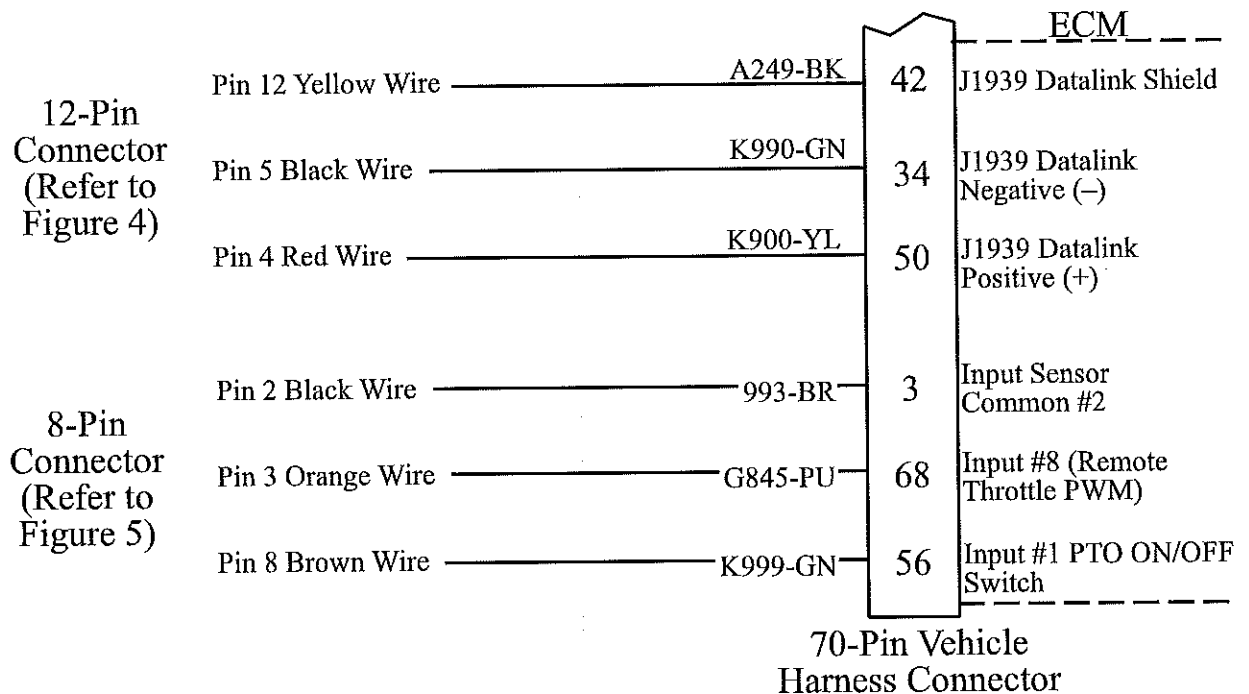 ECM
12-Pin
Connector
(Refer to
Figure 4)
Pin 12 Yellow Wire A249-BK 42 J1939 Datalink Shield
Pin 5 Black Wire K990-GN 34 J1939 Datalink
Negative (–)
Pin 4 Red Wire K900-YL 50 J1939 Datalink
Positive (+)
8-Pin
Connector
(Refer to
Figure 5)
Pin 2 Black Wire 993-BR 3 Input Sensor
Common #2
Pin 3 Orange Wire G845-PU 68 Input #8 (Remote
Throttle PWM)
Pin 8 Brown Wire K999-GN 56 Input #1 PTO ON/OFF
Switch
70-Pin Vehicle
Harness Connector